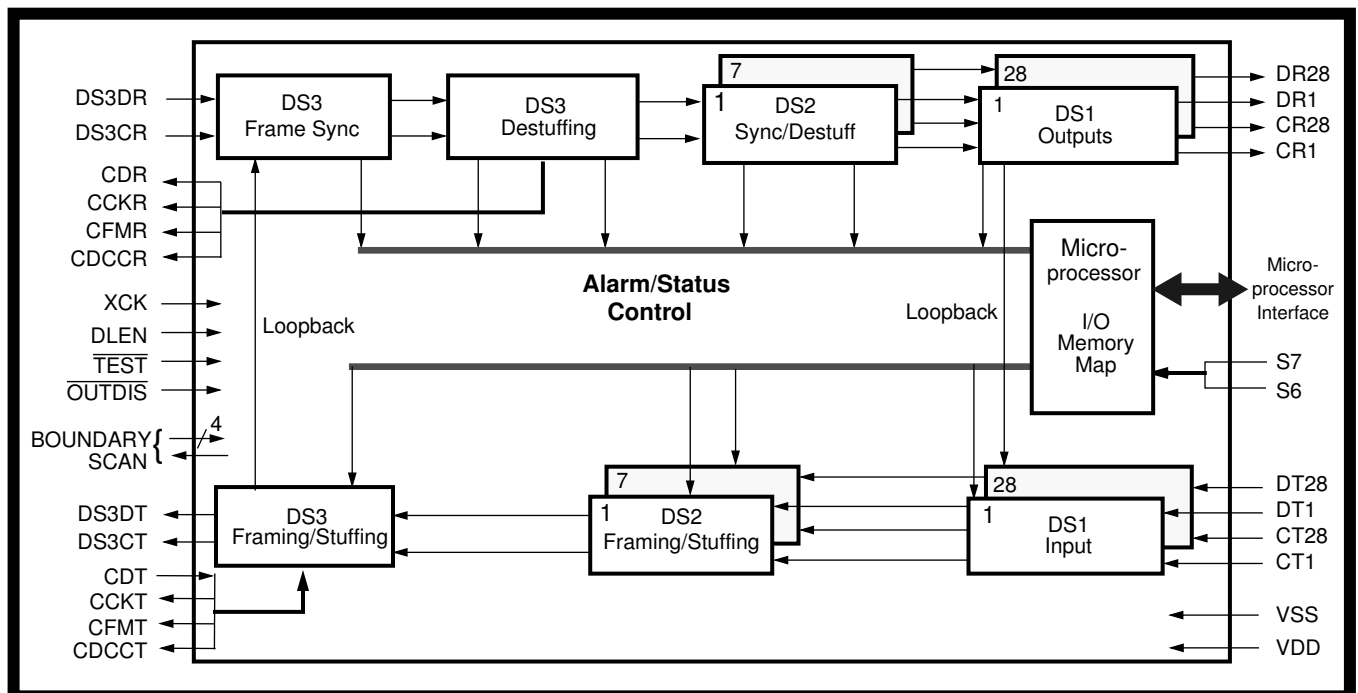 DS3DR
DS3CR
CDR
CCKR
CFMR
CDCCR
XCK
DLEN
TEST
OUTDIS
BOUNDARY {
SCAN
4
DS3DT
DS3CT
CDT
CCKT
CFMT
CDCCT
DS3
Frame Sync
DS3
Destuffing
7
1
DS2
Sync/Destuff
28
1
DS1
Outputs
DR28
DR1
CR28
CR1
Alarm/Status
Control
Loopback
Loopback
Micro-
processor
I/O
Memory
Map
Micro-
processor
Interface
S7
S6
DS3
Framing/Stuffing
7
1
DS2
Framing/Stuffing
28
1
DS1
Input
DT28
DT1
CT28
CT1
VSS
VDD